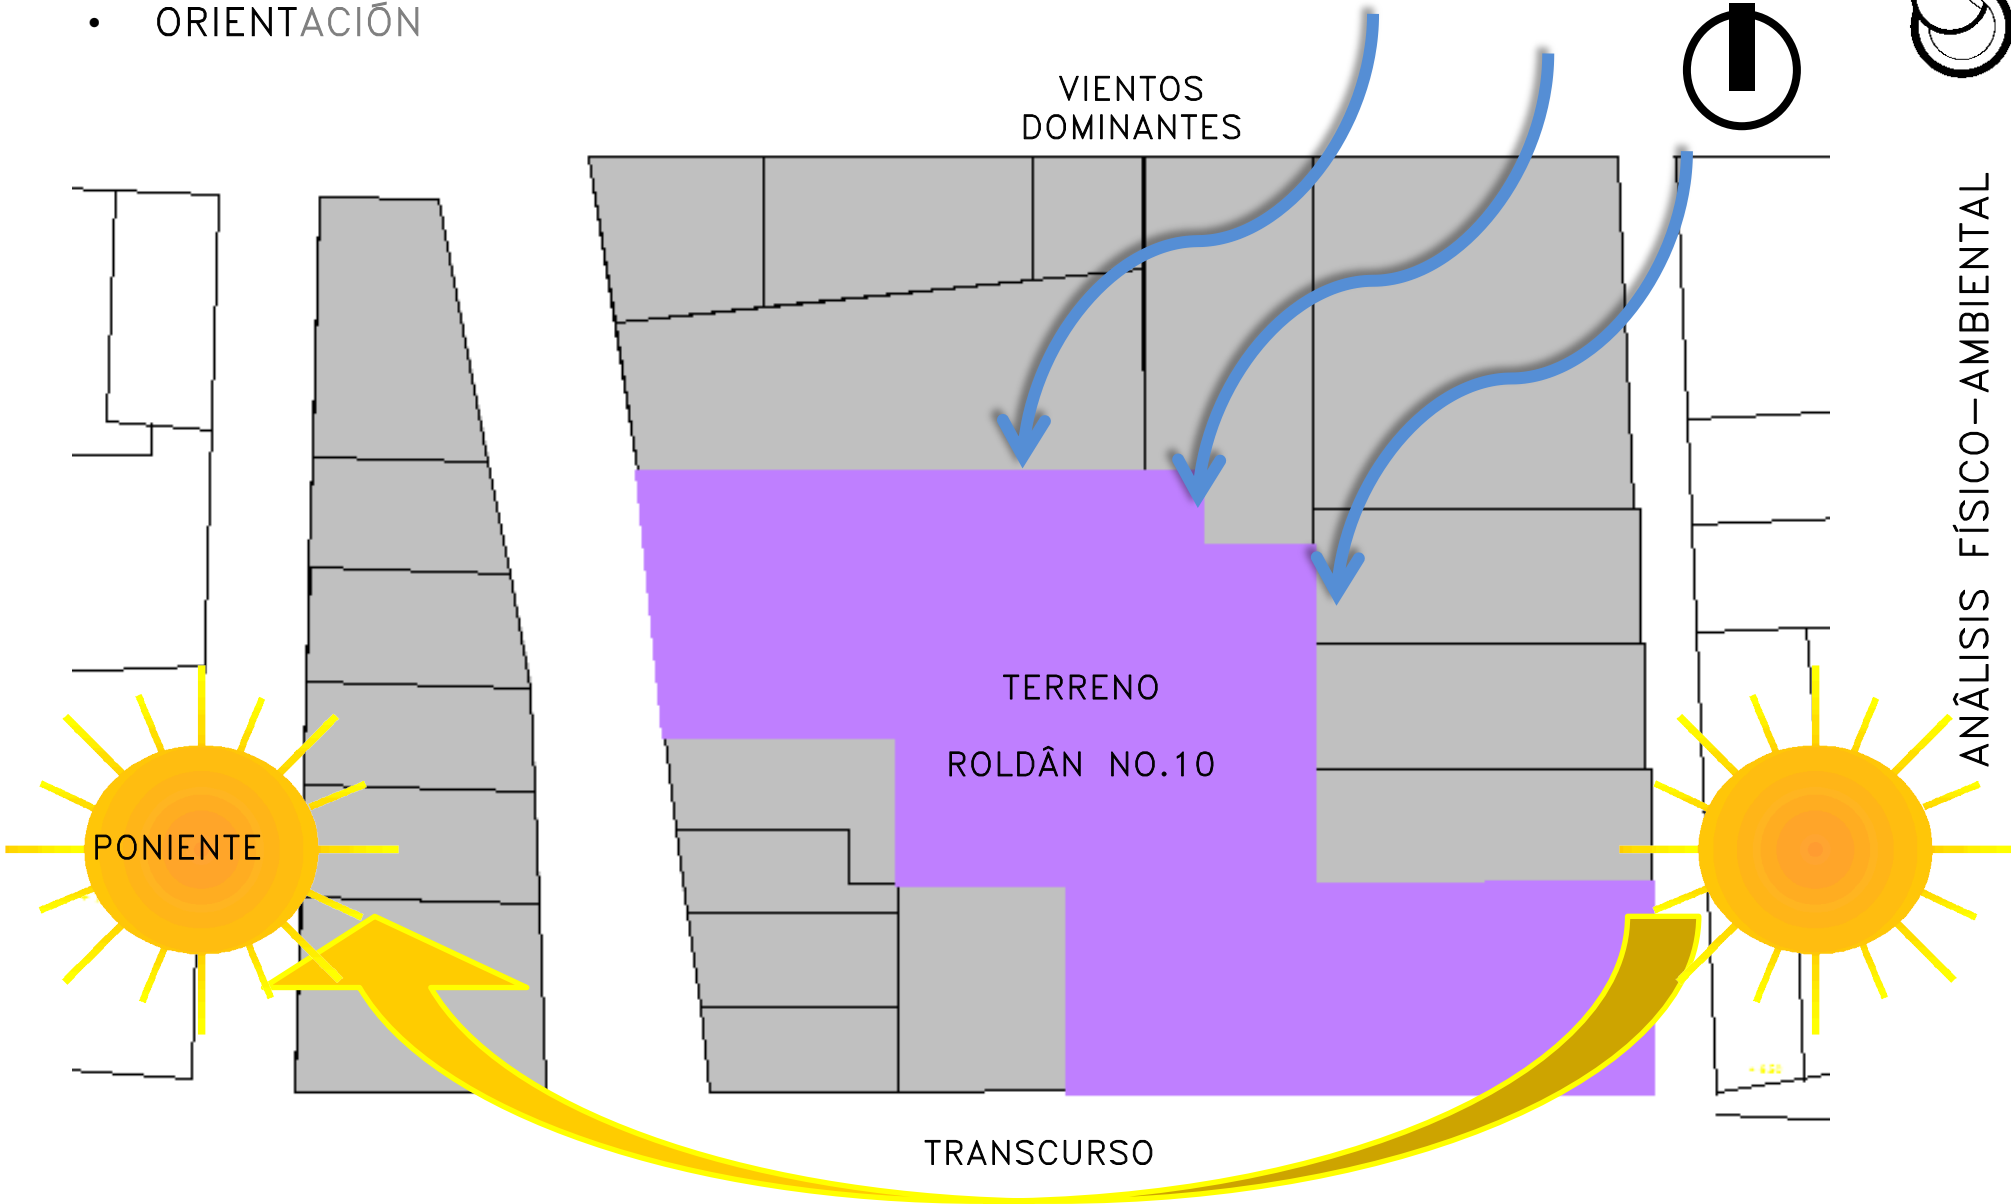 • ORIENTACIÓN
VIENTOS
DOMINANTES
TERRENO
ROLDÂN NO.10
PONIENTE
TRANSCURSO
ANÂLISIS FÍSICO-AMBIENTAL